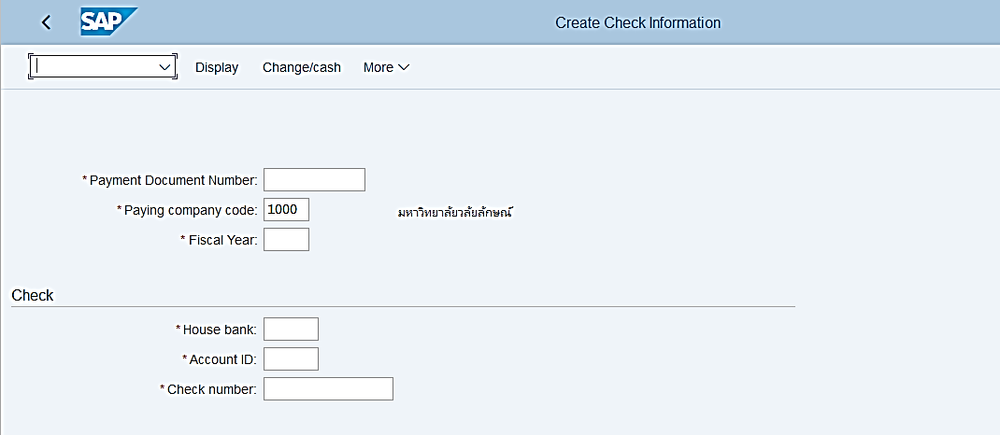 SAP Create Check Information
Display Change/cash More
* Payment Document Number:
* Paying company code: 1000 มหาวิทยาลัยวลัยลักษณ์
* Fiscal Year:
Check
* House bank:
* Account ID:
* Check number: